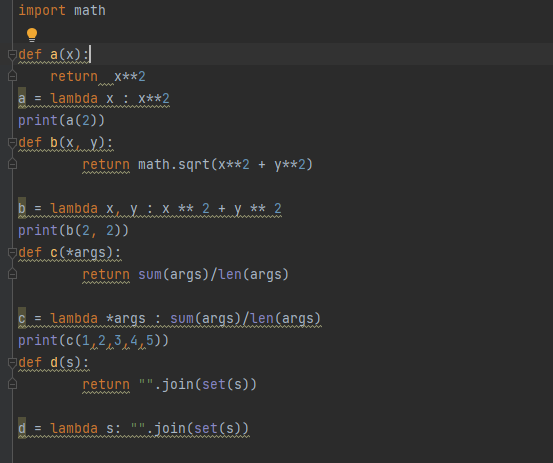 import math
def a(x):
    return  x**2
a = lambda x : x**2
print(a(2))
def b(x, y):
        return math.sqrt(x**2 + y**2)
b = lambda x, y : x ** 2 + y ** 2
print(b(2, 2))
def c(*args):
        return sum(args)/len(args)
c = lambda *args : sum(args)/len(args)
print(c(1,2,3,4,5))
def d(s):
        return "".join(set(s))
d = lambda s: "".join(set(s))